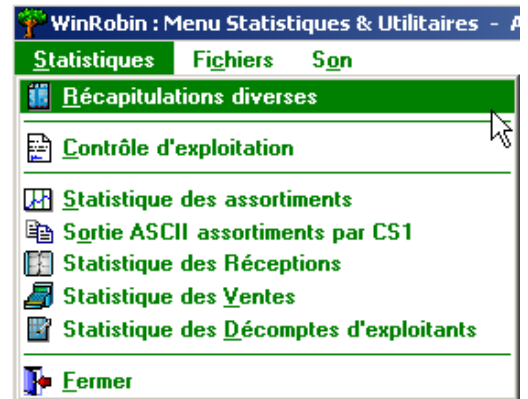 WinRobin : Menu Statistiques & Utilitaires - A
Statistiques Fichiers Son
Récapitulations diverses
Contrôle d'exploitation
Statistique des assortiments
Sortie ASCII assortiments par CS1
Statistique des Réceptions
Statistique des Ventes
Statistique des Décomptes d'exploitants
Fermer